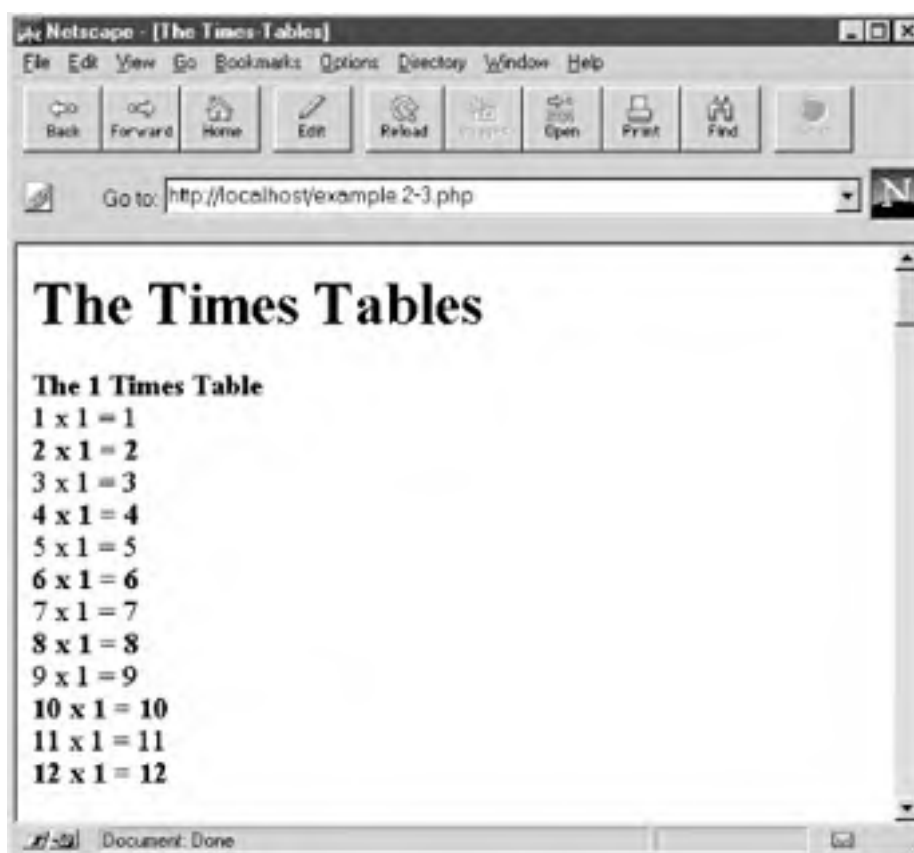 Netscape - [The Times Tables]
File Edit View Go Bookmarks Options Directory Window Help
Back Forward Home Edit Reload Open Print Find
Go to: http://localhost/example.2-3.php
N
The Times Tables
The 1 Times Table
1 x 1 = 1
2 x 1 = 2
3 x 1 = 3
4 x 1 = 4
5 x 1 = 5
6 x 1 = 6
7 x 1 = 7
8 x 1 = 8
9 x 1 = 9
10 x 1 = 10
11 x 1 = 11
12 x 1 = 12
Document: Done